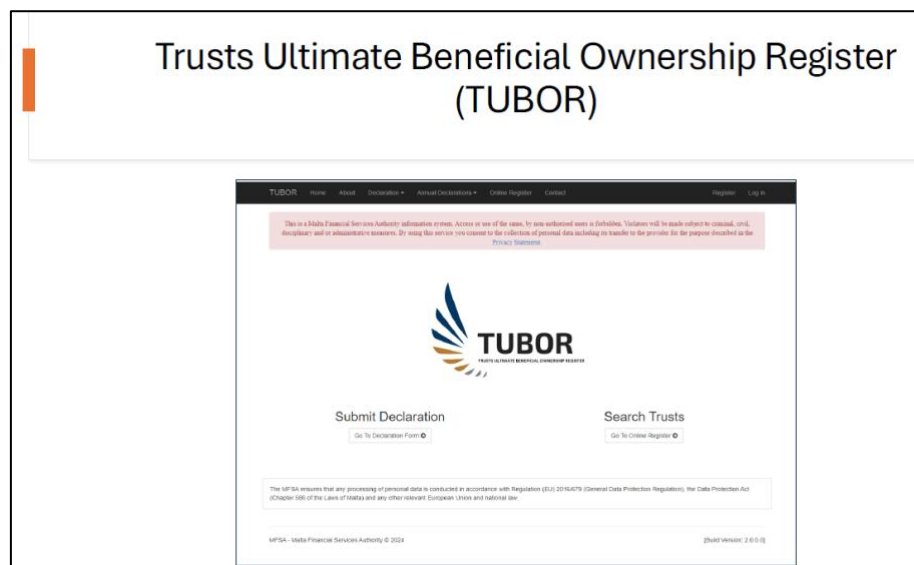 Trusts Ultimate Beneficial Ownership Register
(TUBOR)
TUBOR Home About Declaration Annual Declarations Online Register Contact Register Log in
This is a Malta Financial Services Authority information system. Access or use of the same, by non-authorised users is forbidden. Violators will be made subject to criminal, civil,
disciplinary and/or administrative measures. By using this service you consent to the collection of personal data including its transfer to the provider for the purpose described in the
Privacy Statement.
TUBOR
TRUSTS ULTIMATE BENEFICIAL OWNERSHIP REGISTER
Submit Declaration Search Trusts
Go To Declaration Form Go To Online Register
The MFSA ensures that any processing of personal data is conducted in accordance with Regulation (EU) 2016/679 (General Data Protection Regulation), the Data Protection Act
(Chapter 586 of the Laws of Malta) and any other relevant European Union and national law.
MFSA - Malta Financial Services Authority © 2024 [Build Version: 2.6.0.0]